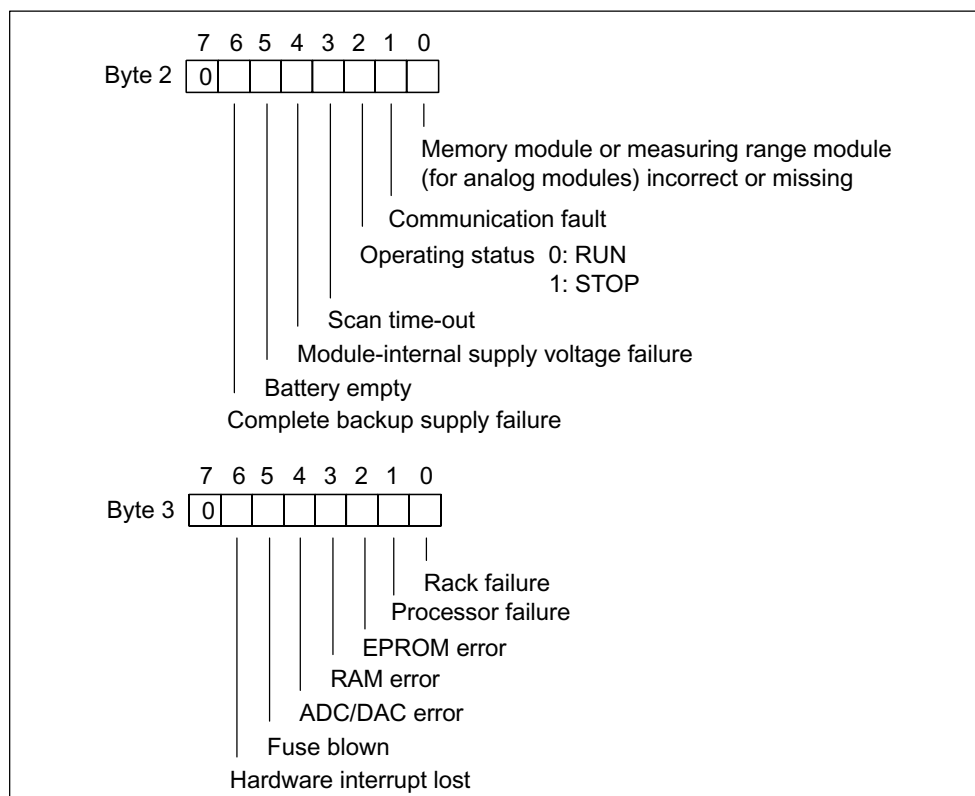 7 6 5 4 3 2 1 0
Byte 2 0
Memory module or measuring range module
(for analog modules) incorrect or missing
Communication fault
Operating status 0: RUN
1: STOP
Scan time-out
Module-internal supply voltage failure
Battery empty
Complete backup supply failure
7 6 5 4 3 2 1 0
Byte 3 0
Rack failure
Processor failure
EPROM error
RAM error
ADC/DAC error
Fuse blown
Hardware interrupt lost